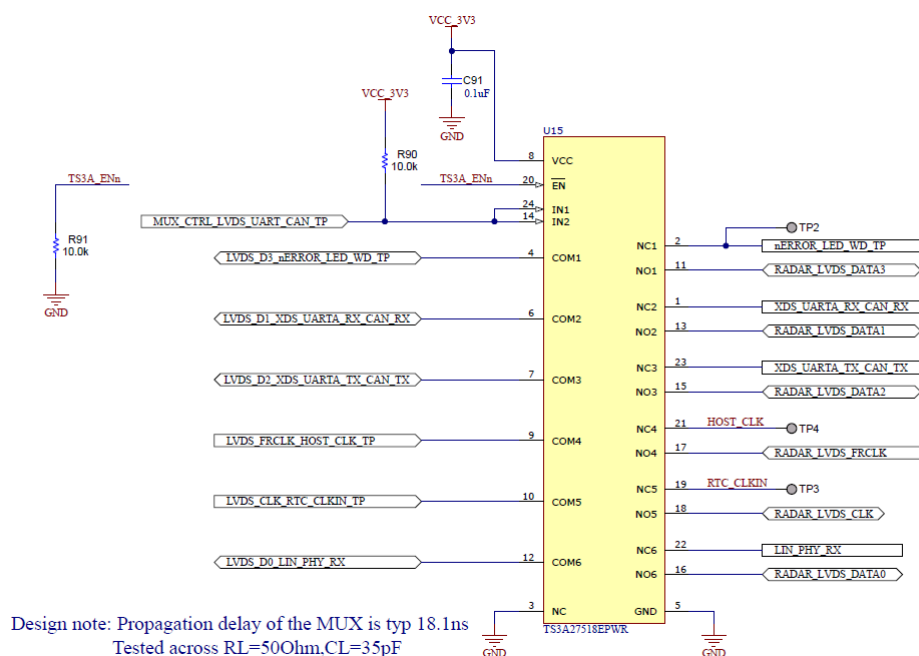 VCC_3V3
C91
0.1uF
GND
VCC_3V3
R90
10.0k
TS3A_ENn
R91
10.0k
GND
TS3A_ENn
MUX_CTRL_LVDS_UART_CAN_TP
LVDS_D3_nERROR_LED_WD_TP
LVDS_D1_XDS_UARTA_RX_CAN_RX
LVDS_D2_XDS_UARTA_TX_CAN_TX
LVDS_FRCLK_HOST_CLK_TP
LVDS_CLK_RTC_CLKIN_TP
LVDS_D0_LIN_PHY_RX
U15
8 VCC
20 EN
24 IN1
14 IN2
4 COM1
6 COM2
7 COM3
9 COM4
10 COM5
12 COM6
3 NC
GND
TP2
NC1 2 nERROR_LED_WD_TP
NO1 11 RADAR_LVDS_DATA3
NC2 1 XDS_UARTA_RX_CAN_RX
NO2 13 RADAR_LVDS_DATA1
NC3 23 XDS_UARTA_TX_CAN_TX
NO3 15 RADAR_LVDS_DATA2
NC4 21 HOST_CLK TP4
NO4 17 RADAR_LVDS_FRCLK
NC5 19 RTC_CLKIN TP3
NO5 18 RADAR_LVDS_CLK
NC6 22 LIN_PHY_RX
NO6 16 RADAR_LVDS_DATA0
GND 5
GND
TS3A27518EPWR
Design note: Propagation delay of the MUX is typ 18.1ns
Tested across RL=50Ohm,CL=35pF